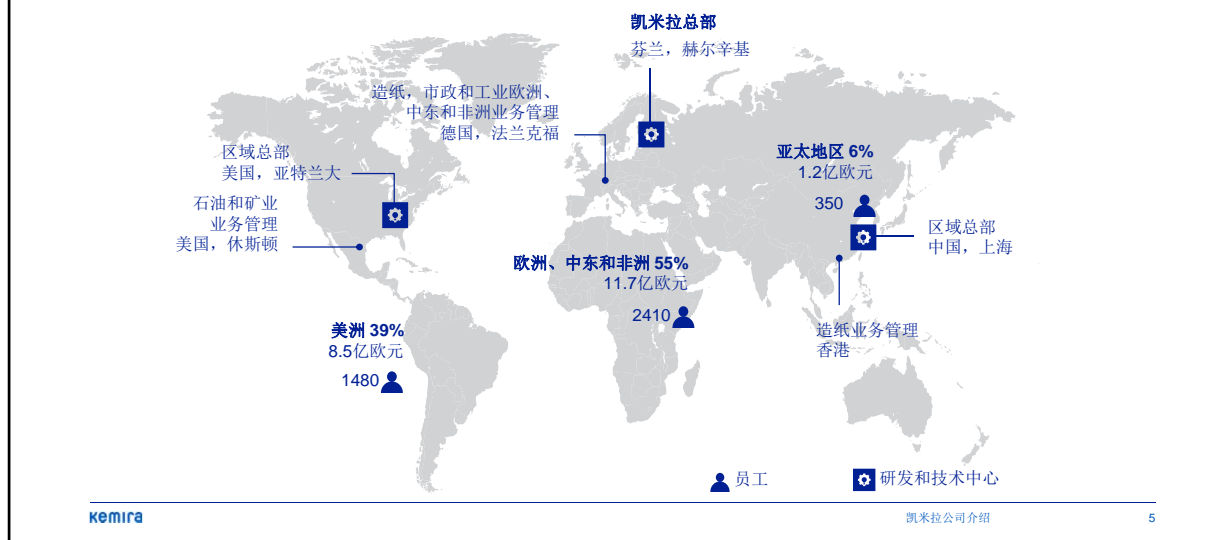 凯米拉总部
芬兰，赫尔辛基
造纸，市政和工业欧洲、
中东和非洲业务管理
德国，法兰克福
区域总部
美国，亚特兰大
石油和矿业
业务管理
美国，休斯顿
亚太地区 6%
1.2亿欧元
350
区域总部
中国，上海
欧洲、中东和非洲 55%
11.7亿欧元
2410
造纸业务管理
香港
美洲 39%
8.5亿欧元
1480
员工
研发和技术中心
kemira
凯米拉公司介绍
5